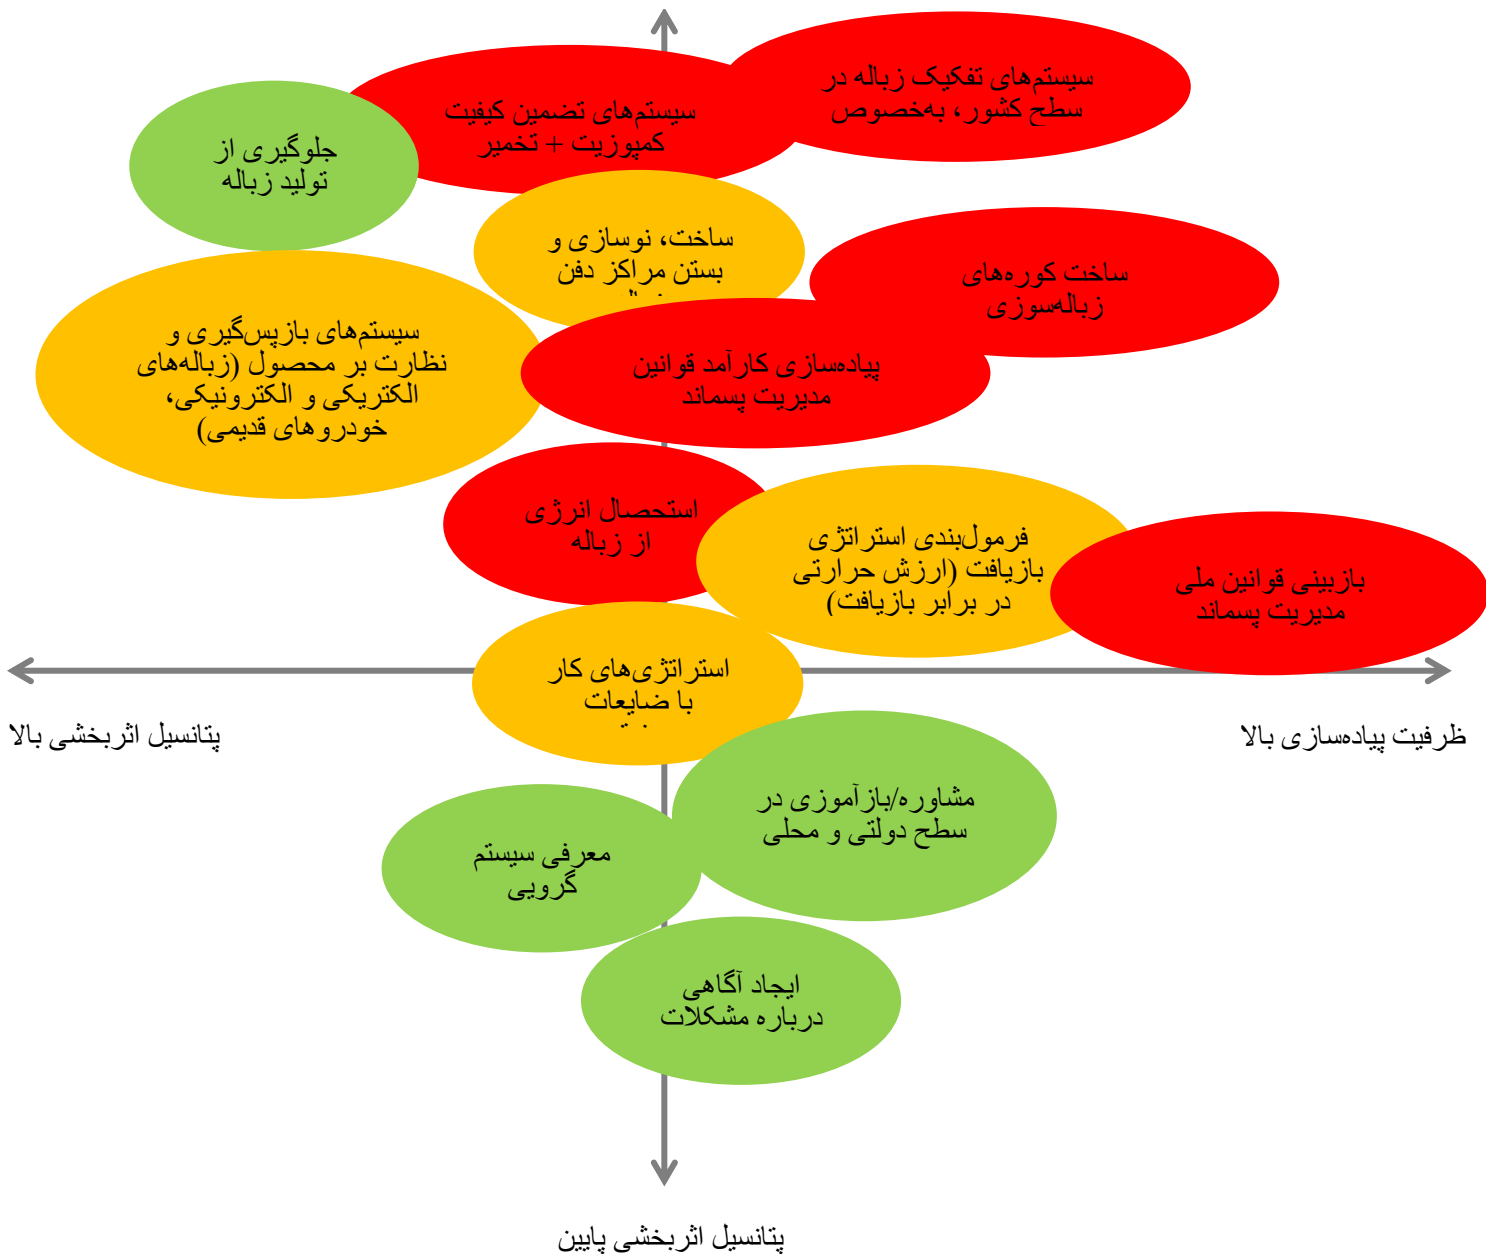 سیستم‌های تفکیک زباله در
سطح کشور، به‌خصوص
سیستم‌های تضمین کیفیت
کمپوزیت + تخمیر
جلوگیری از
تولید زباله
ساخت، نوسازی و
بستن مراکز دفن
ساخت کوره‌های
زباله‌سوزی
سیستم‌های بازپس‌گیری و
نظارت بر محصول (زباله‌های
الکتریکی و الکترونیکی،
خودروهای قدیمی)
پیاده‌سازی کارآمد قوانین
مدیریت پسماند
استحصال انرژی
از زباله
فرمول‌بندی استراتژی
بازیافت (ارزش حرارتی
در برابر بازیافت)
بازبینی قوانین ملی
مدیریت پسماند
استراتژی‌های کار
با ضایعات
ظرفیت پیاده‌سازی بالا
پتانسیل اثربخشی بالا
مشاوره/بازآموزی در
سطح دولتی و محلی
معرفی سیستم
گرویی
ایجاد آگاهی
درباره مشکلات
پتانسیل اثربخشی پایین